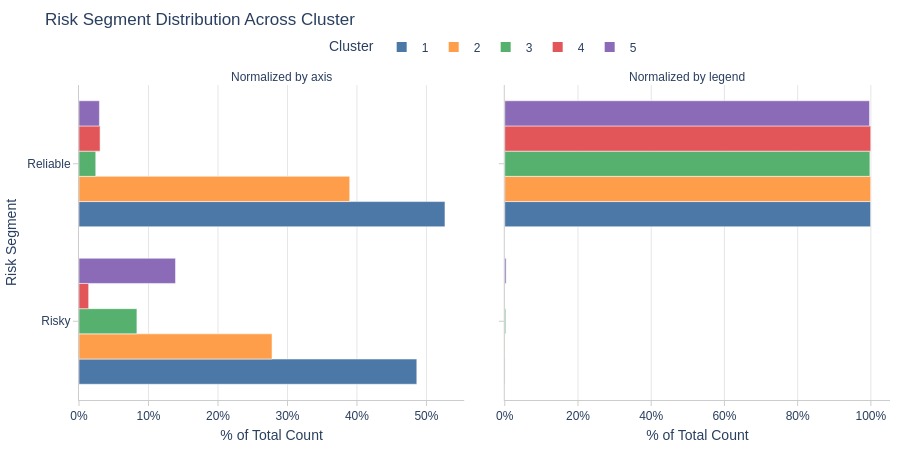 Risk Segment Distribution Across Cluster
Cluster 1 2 3 4 5
Normalized by axis
Normalized by legend
Risk Segment
Reliable
Risky
0% 10% 20% 30% 40% 50%
0% 20% 40% 60% 80% 100%
% of Total Count
% of Total Count